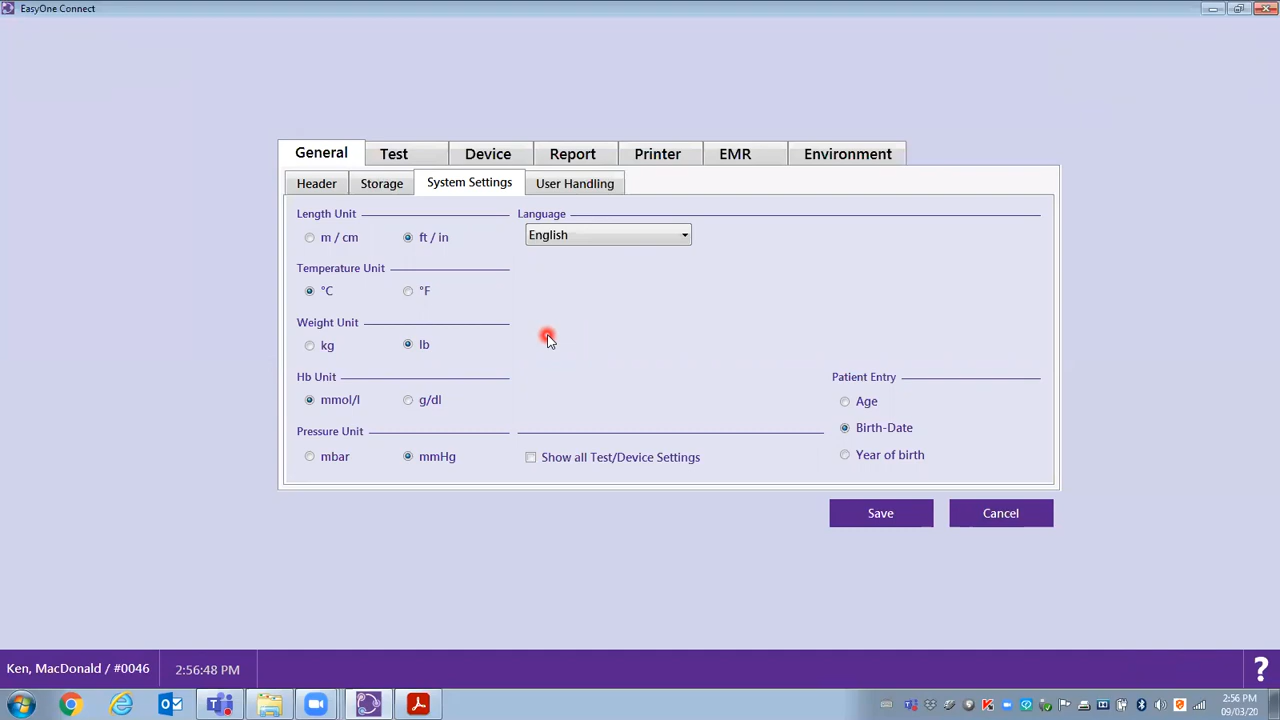 EasyOne Connect
General Test Device Report Printer EMR Environment
Header Storage System Settings User Handling
Length Unit Language
m / cm ft / in English
Temperature Unit
°C °F
Weight Unit
kg lb
Hb Unit Patient Entry
mmol/l g/dl Age
Birth-Date
Pressure Unit
mbar mmHg Show all Test/Device Settings Year of birth
Save Cancel
Ken, MacDonald / #0046 2:56:48 PM ?
2:56 PM
09/03/20